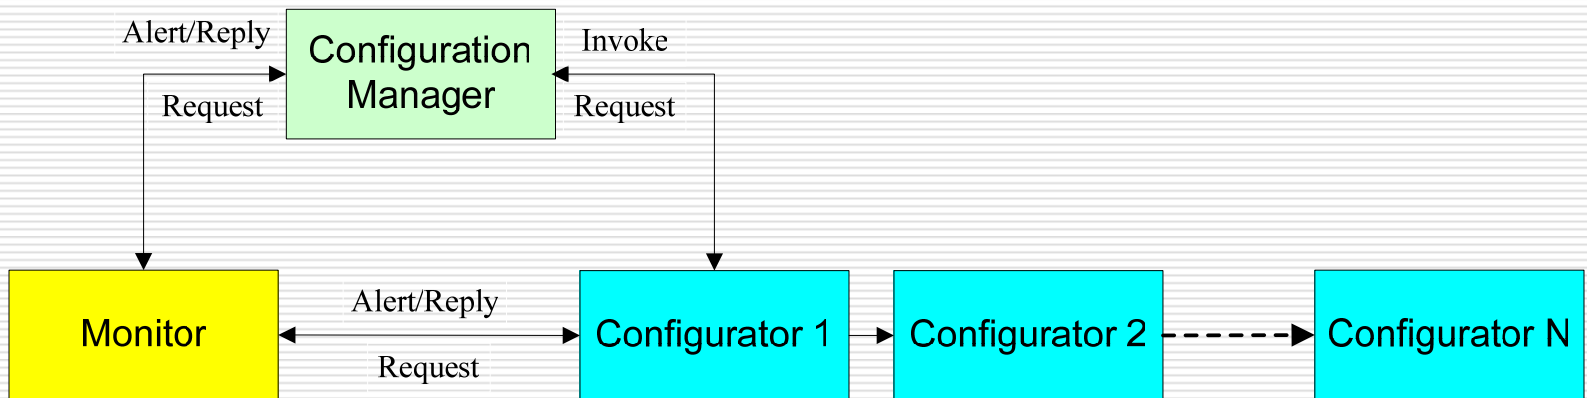 Alert/Reply
Configuration
Manager
Invoke
Request
Request
Monitor
Alert/Reply
Request
Configurator 1
Configurator 2
Configurator N